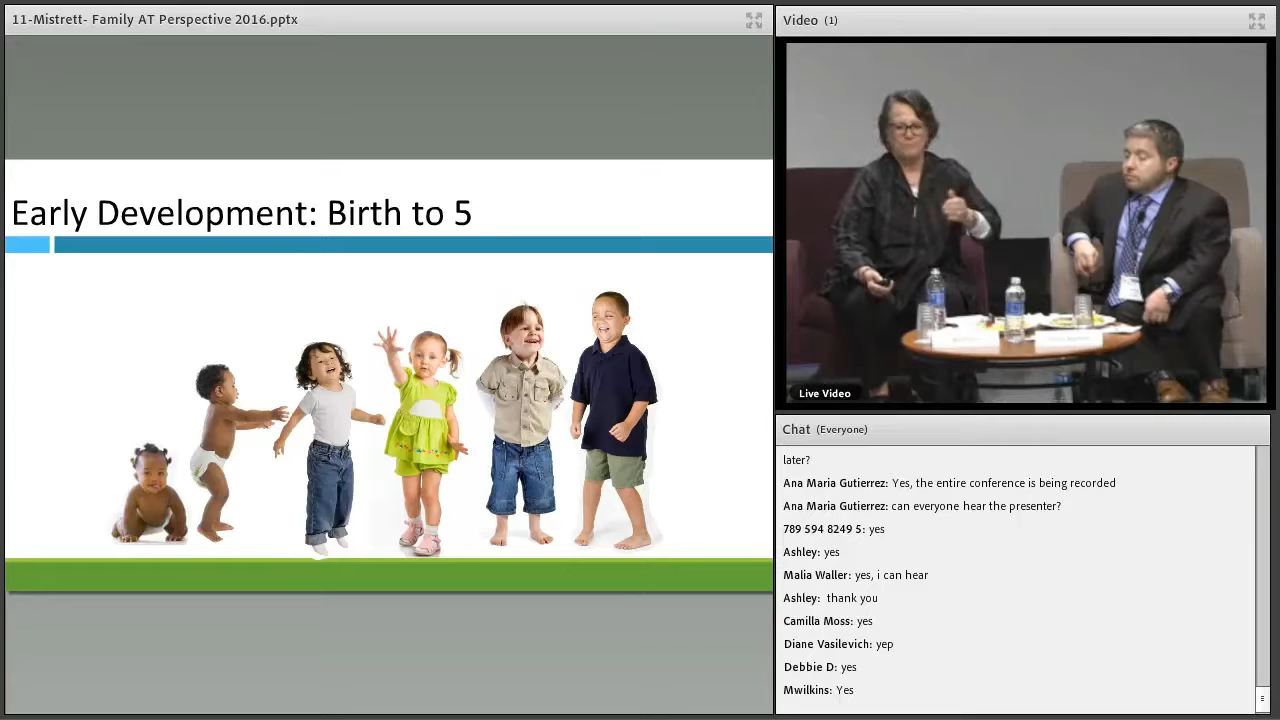 11-Mistrett- Family AT Perspective 2016.pptx
Early Development: Birth to 5
Video (1)
Live Video
Chat (Everyone)
later?
Ana Maria Gutierrez: Yes, the entire conference is being recorded
Ana Maria Gutierrez: can everyone hear the presenter?
789 594 8249 5: yes
Ashley: yes
Malia Waller: yes, i can hear
Ashley: thank you
Camilla Moss: yes
Diane Vasilevich: yep
Debbie D: yes
Mwilkins: Yes